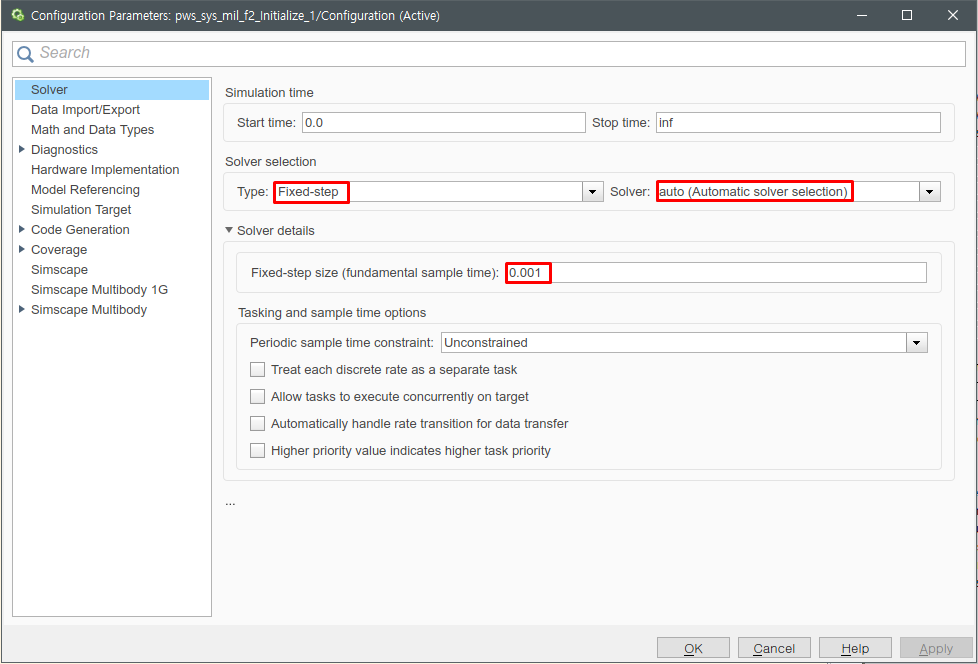 Configuration Parameters: pws_sys_mil_f2_Initialize_1/Configuration (Active)
Search
Solver
Data Import/Export
Math and Data Types
Diagnostics
Hardware Implementation
Model Referencing
Simulation Target
Code Generation
Coverage
Simscape
Simscape Multibody 1G
Simscape Multibody
Simulation time
Start time: 0.0 Stop time: inf
Solver selection
Type: Fixed-step Solver: auto (Automatic solver selection)
Solver details
Fixed-step size (fundamental sample time): 0.001
Tasking and sample time options
Periodic sample time constraint: Unconstrained
Treat each discrete rate as a separate task
Allow tasks to execute concurrently on target
Automatically handle rate transition for data transfer
Higher priority value indicates higher task priority
...
OK Cancel Help Apply